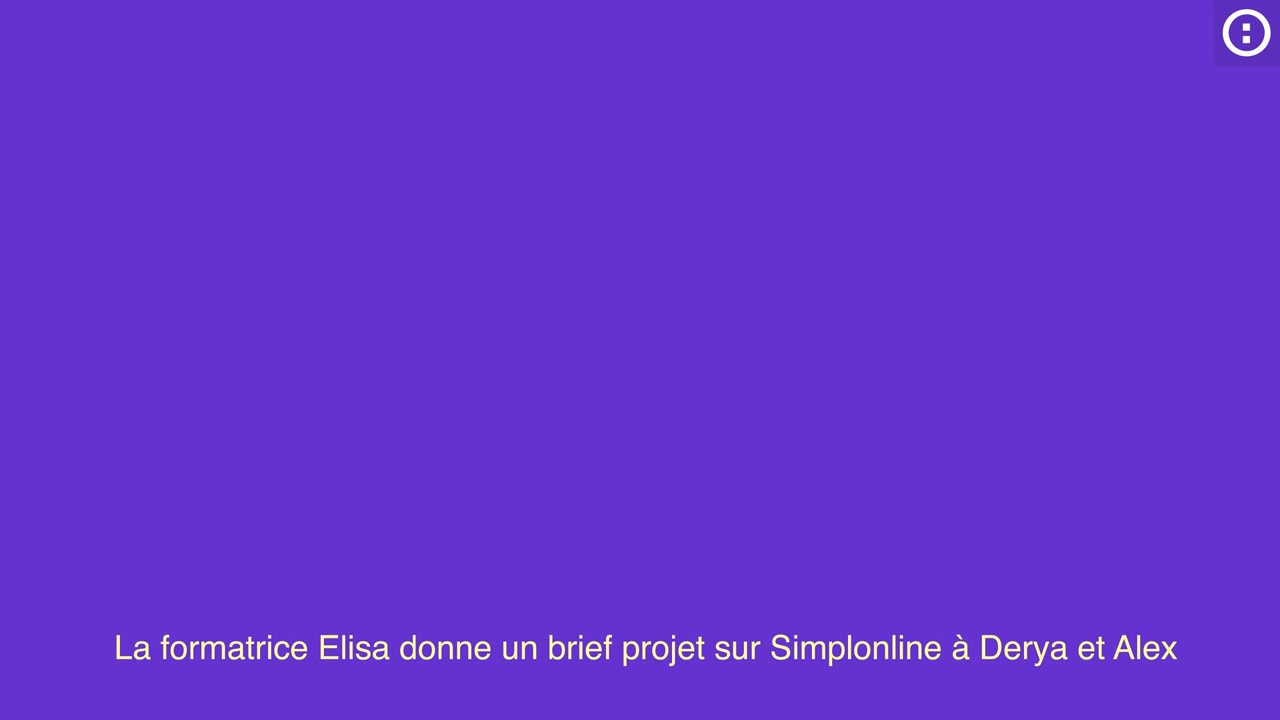 La formatrice Elisa donne un brief projet sur Simplonline à Derya et Alex